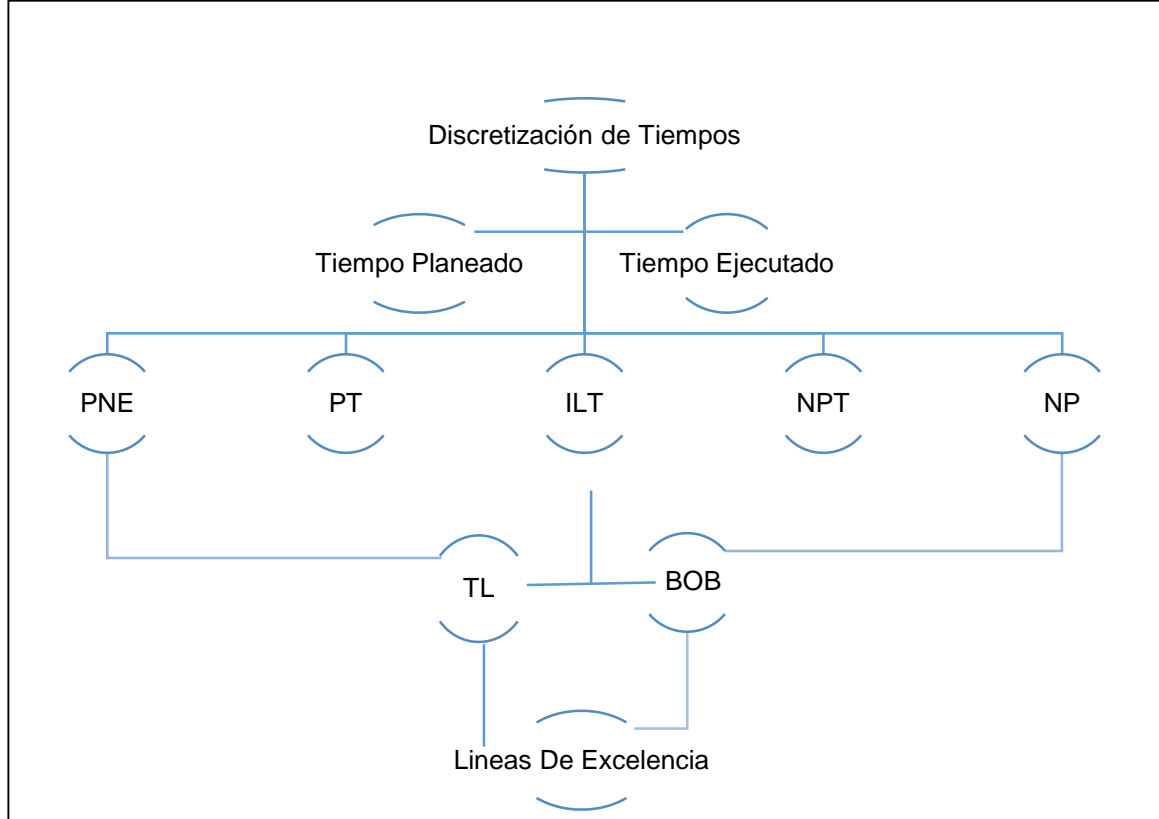 Discretización de Tiempos
Tiempo Planeado
Tiempo Ejecutado
PNE
PT
ILT
NPT
NP
TL
BOB
Lineas De Excelencia